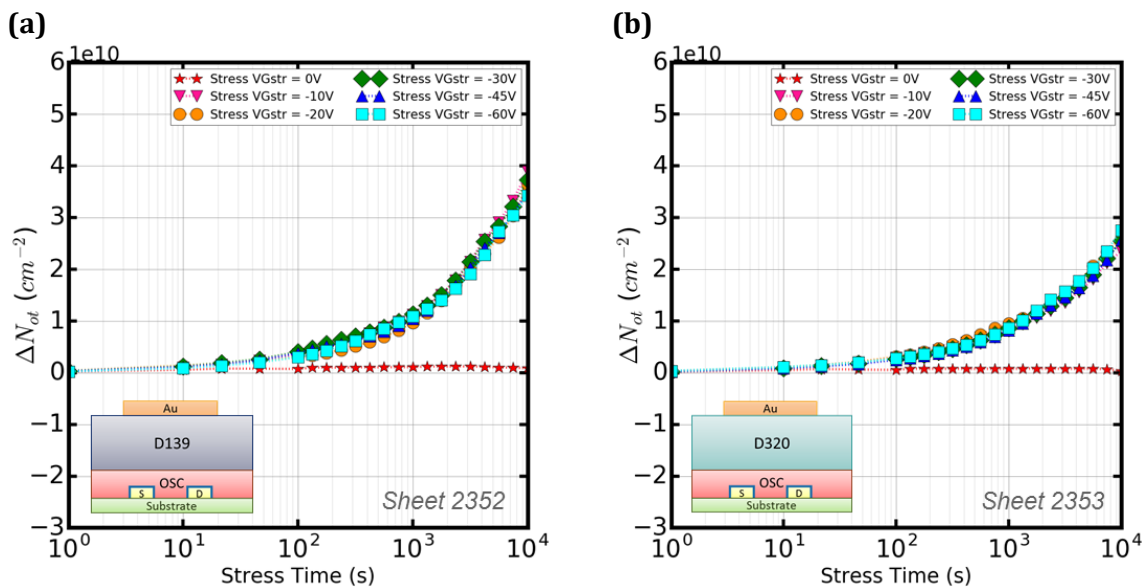 (a)
1e10
6
5
4
3
2
1
0
−1
−2
−3
ΔNot (cm−2)
Stress VGstr = 0V
Stress VGstr = -10V
Stress VGstr = -20V
Stress VGstr = -30V
Stress VGstr = -45V
Stress VGstr = -60V
Au
D139
OSC
S D
Substrate
Sheet 2352
10^0 10^1 10^2 10^3 10^4
Stress Time (s)
(b)
1e10
6
5
4
3
2
1
0
−1
−2
−3
ΔNot (cm−2)
Stress VGstr = 0V
Stress VGstr = -10V
Stress VGstr = -20V
Stress VGstr = -30V
Stress VGstr = -45V
Stress VGstr = -60V
Au
D320
OSC
S D
Substrate
Sheet 2353
10^0 10^1 10^2 10^3 10^4
Stress Time (s)